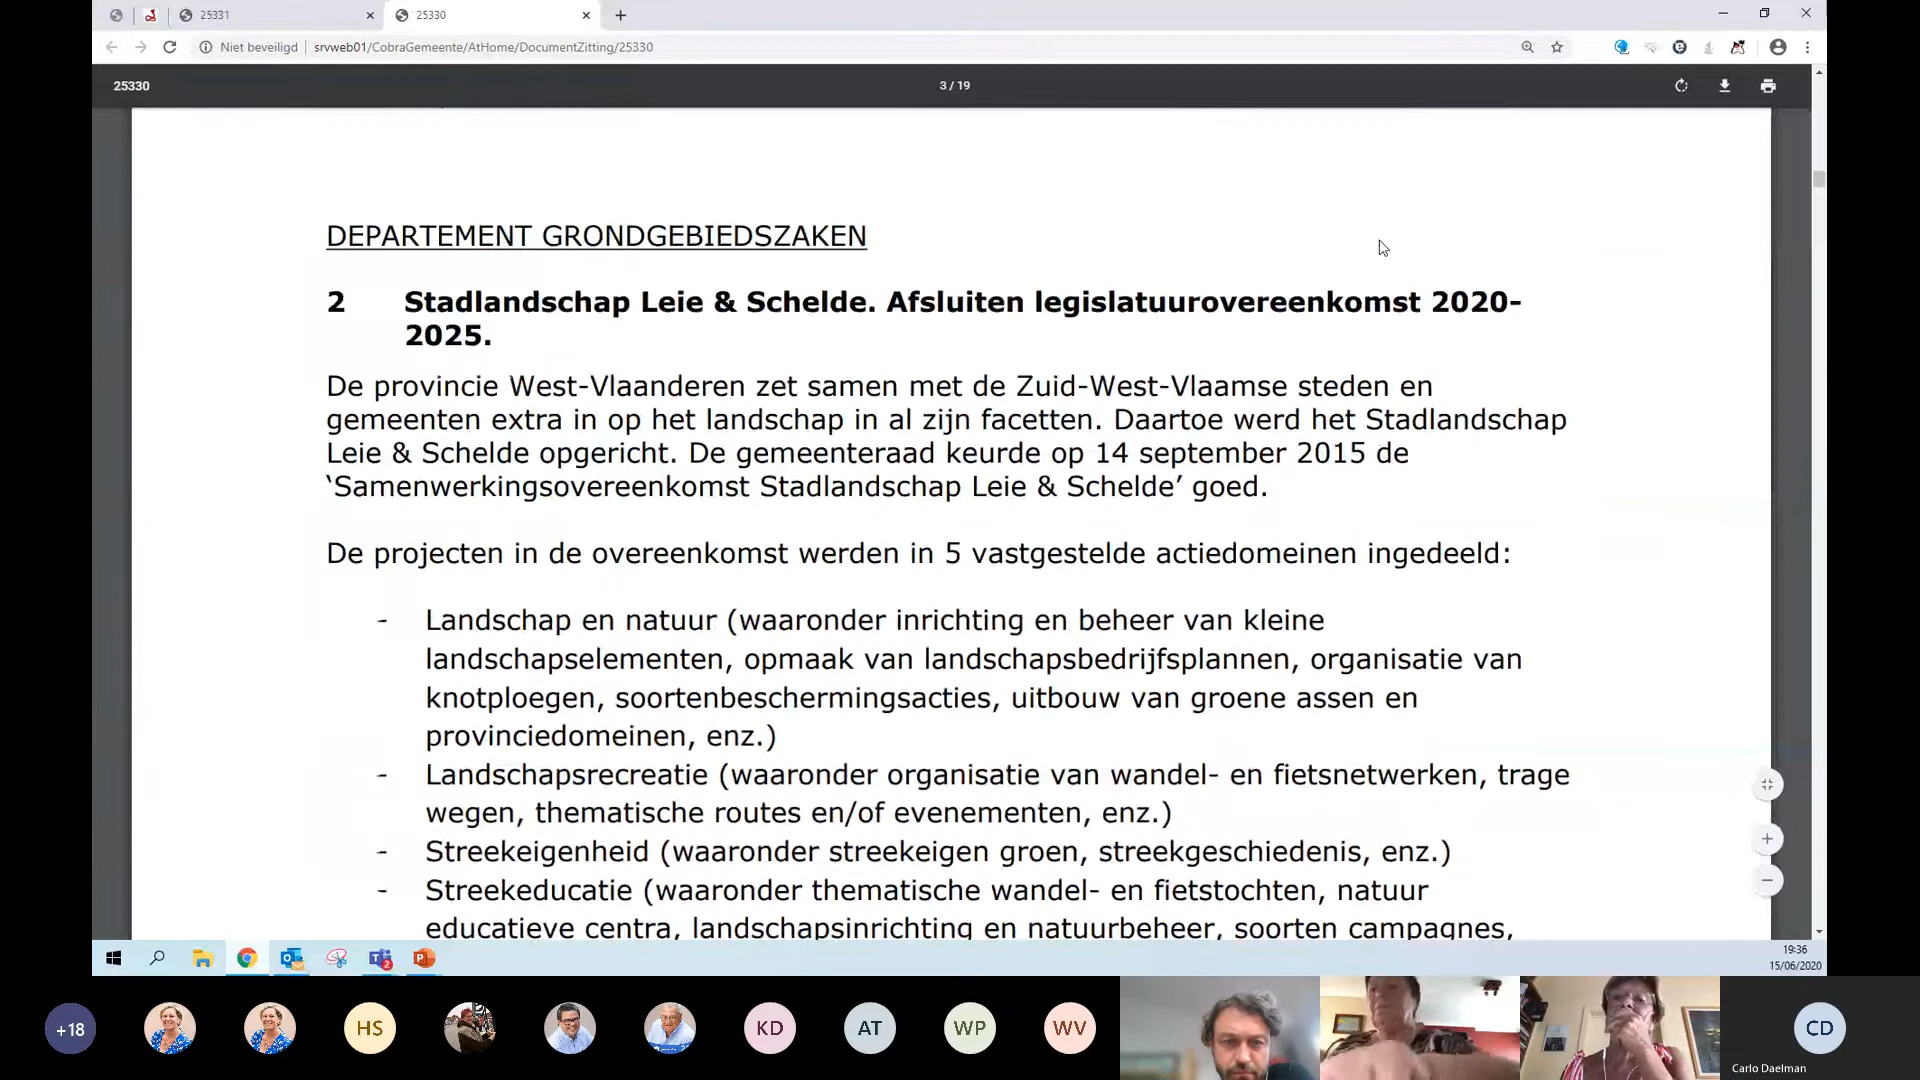 25331
25330
Niet beveiligd
srvweb01/CobraGemeente/AtHome/DocumentZitting/25330
25330
3 / 19
DEPARTEMENT GRONDGEBIEDSZAKEN
2 Stadlandschap Leie & Schelde. Afsluiten legislatuurovereenkomst 2020-
2025.
De provincie West-Vlaanderen zet samen met de Zuid-West-Vlaamse steden en
gemeenten extra in op het landschap in al zijn facetten. Daartoe werd het Stadlandschap
Leie & Schelde opgericht. De gemeenteraad keurde op 14 september 2015 de
‘Samenwerkingsovereenkomst Stadlandschap Leie & Schelde’ goed.
De projecten in de overeenkomst werden in 5 vastgestelde actiedomeinen ingedeeld:
- Landschap en natuur (waaronder inrichting en beheer van kleine
landschapselementen, opmaak van landschapsbedrijfsplannen, organisatie van
knotploegen, soortenbeschermingsacties, uitbouw van groene assen en
provinciedomeinen, enz.)
- Landschapsrecreatie (waaronder organisatie van wandel- en fietsnetwerken, trage
wegen, thematische routes en/of evenementen, enz.)
- Streekeigenheid (waaronder streekeigen groen, streekgeschiedenis, enz.)
- Streekeducatie (waaronder thematische wandel- en fietstochten, natuur
educatieve centra, landschapsinrichting en natuurbeheer, soorten campagnes,
19:36
15/06/2020
+18
HS
KD
AT
WP
WV
CD
Carlo Daelman